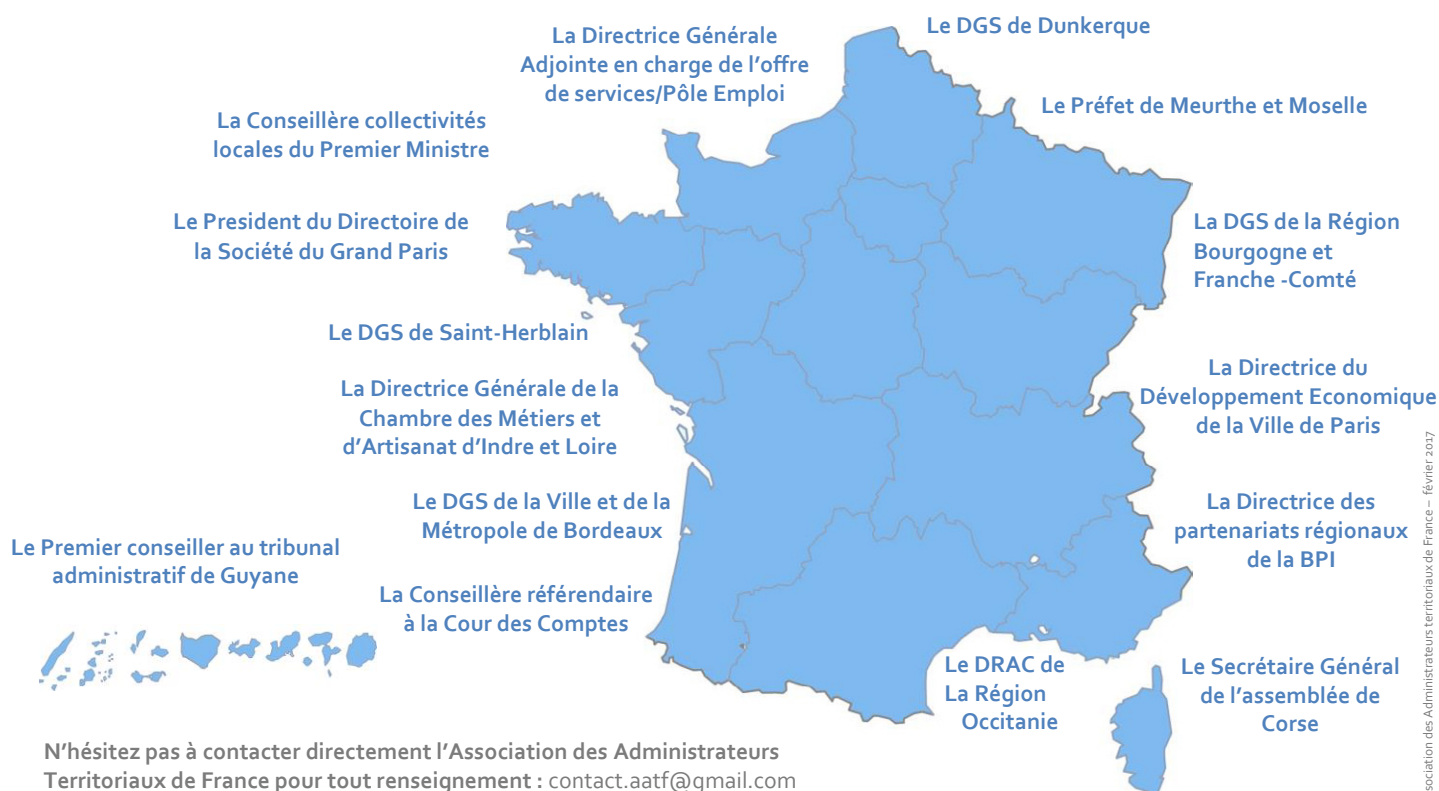 Le DGS de Dunkerque
La Directrice Générale
Adjointe en charge de l'offre
de services/Pôle Emploi
Le Préfet de Meurthe et Moselle
La Conseillère collectivités
locales du Premier Ministre
Le President du Directoire de
la Société du Grand Paris
La DGS de la Région
Bourgogne et
Franche -Comté
Le DGS de Saint-Herblain
La Directrice du
Développement Economique
de la Ville de Paris
La Directrice Générale de la
Chambre des Métiers et
d'Artisanat d'Indre et Loire
Le DGS de la Ville et de la
Métropole de Bordeaux
La Directrice des
partenariats régionaux
de la BPI
Le Premier conseiller au tribunal
administratif de Guyane
La Conseillère référendaire
à la Cour des Comptes
Le DRAC de
La Région
Occitanie
Le Secrétaire Général
de l'assemblée de
Corse
N'hésitez pas à contacter directement l'Association des Administrateurs
Territoriaux de France pour tout renseignement : contact.aatf@gmail.com
des Administrateurs territoriaux de France – février 2017